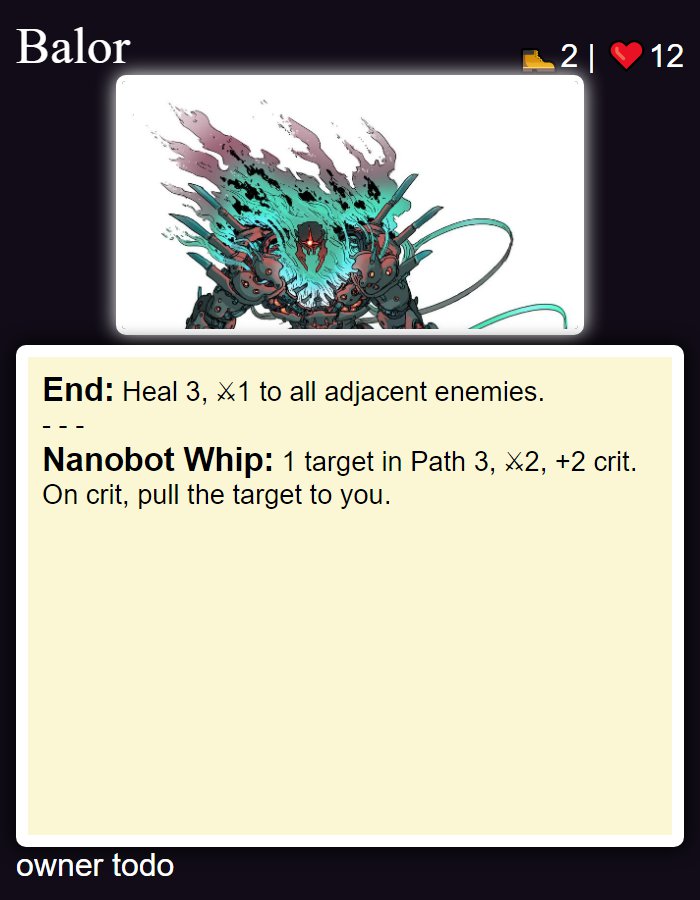 Balor
🥾2 | ❤️12
End: Heal 3, ⚔1 to all adjacent enemies.
- - -
Nanobot Whip: 1 target in Path 3, ⚔2, +2 crit.
On crit, pull the target to you.
owner todo